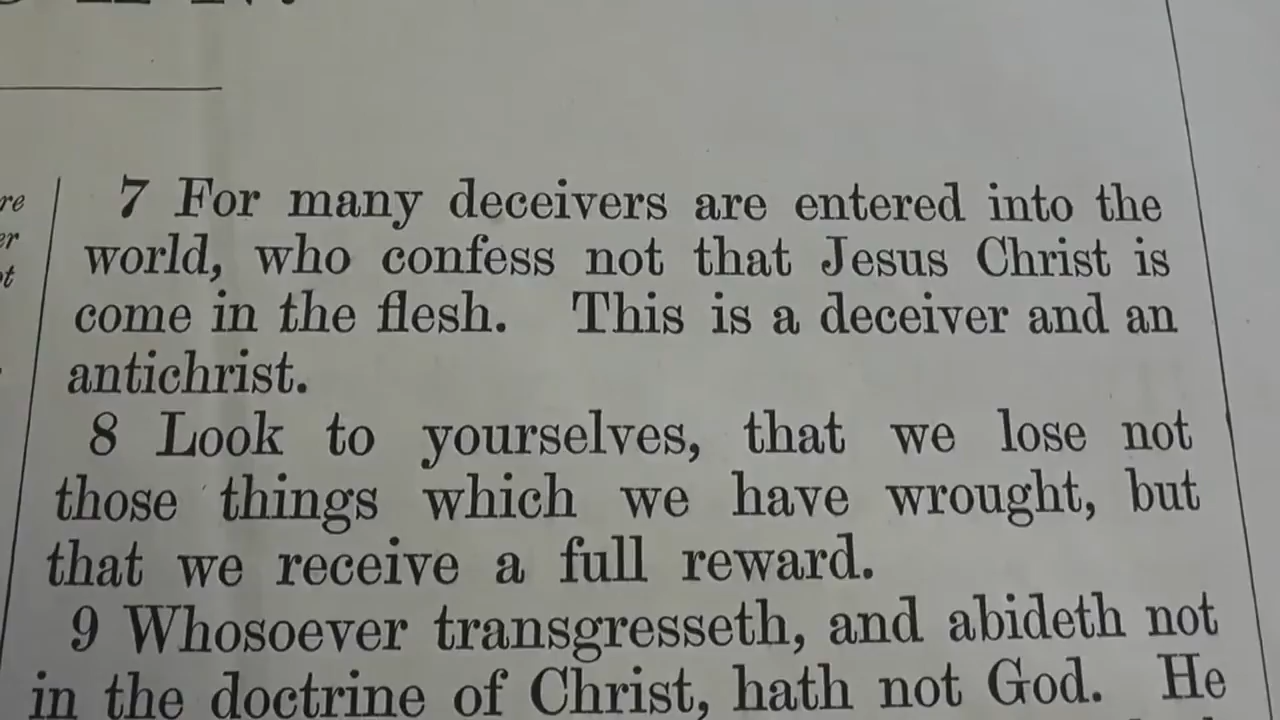 re
er
ot
7 For many deceivers are entered into the
world, who confess not that Jesus Christ is
come in the flesh. This is a deceiver and an
antichrist.
8 Look to yourselves, that we lose not
those things which we have wrought, but
that we receive a full reward.
9 Whosoever transgresseth, and abideth not
in the doctrine of Christ, hath not God. He